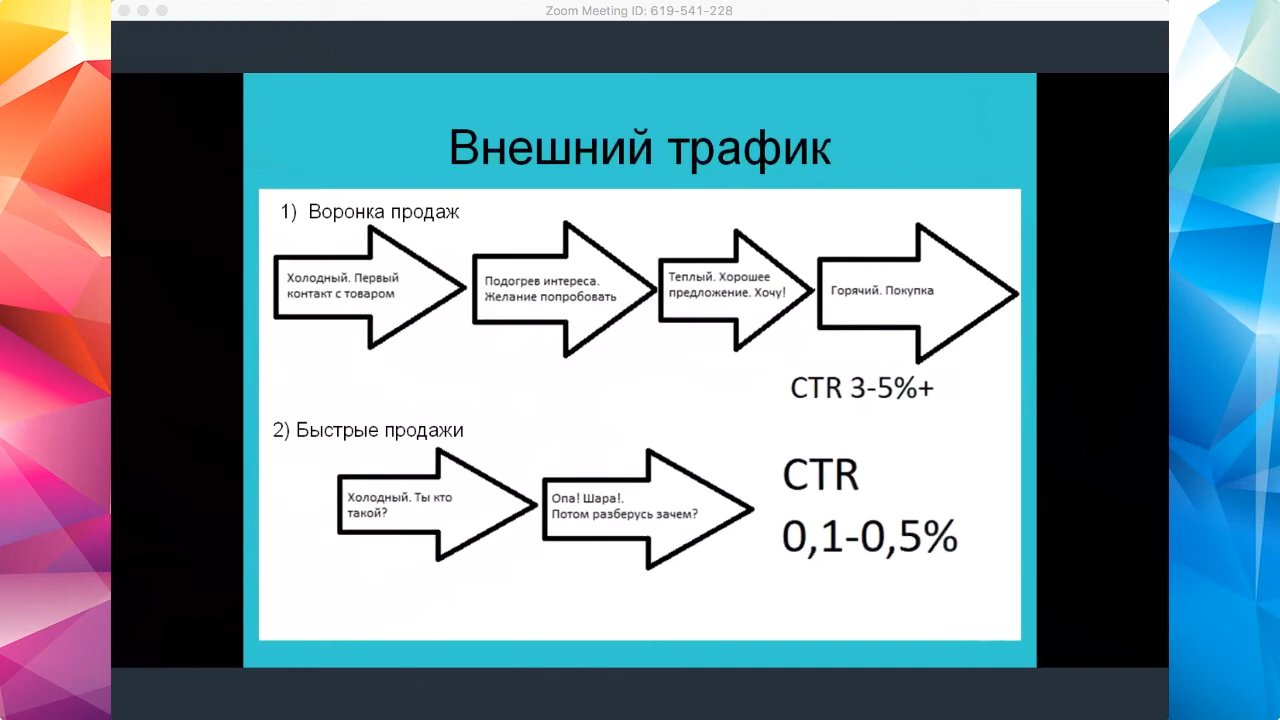 Zoom Meeting ID: 619-541-228
Внешний трафик
1) Воронка продаж
Холодный. Первый
контакт с товаром
Подогрев интереса.
Желание попробовать
Теплый. Хорошее
предложение. Хочу!
Горячий. Покупка
CTR 3-5%+
2) Быстрые продажи
Холодный. Ты кто
такой?
Опа! Шара!.
Потом разберусь зачем?
CTR
0,1-0,5%